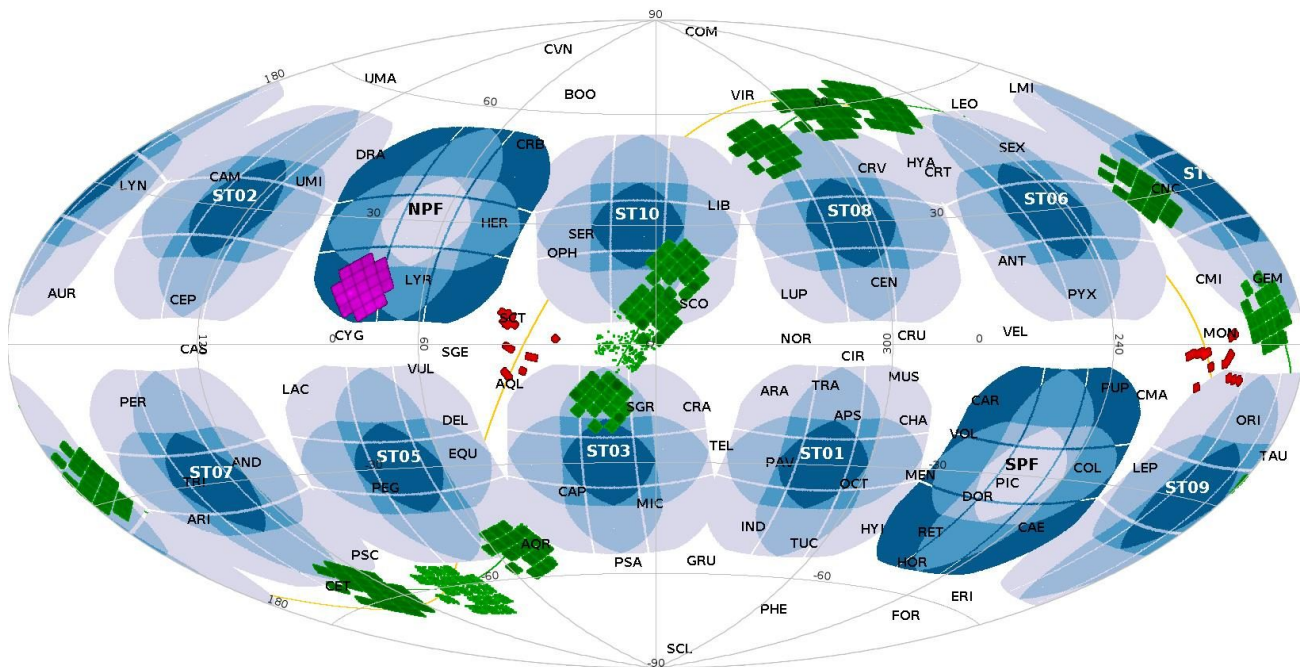 90
COM
CVN
UMA
180
BOO
60
VIR
60
LEO
LMI
DRA
CRB
CRV
HYA
CRT
SEX
LYN
CAM
UMI
ST02
CNC
30
NPF
HER
ST10
LIB
ST08
30
ST06
SER
OPH
LYR
CEN
ANT
CMI
GEM
AUR
CEP
LUP
PYX
SCO
SCT
CYG
NOR
CRU
VEL
MON
CAS
0
60
SGE
CIR
300
0
240
VUL
AQL
MUS
PER
LAC
ARA
TRA
CAR
PUP
CMA
SGR
CRA
DEL
APS
CHA
ORI
EQU
TEL
VOL
AND
ST07
ST05
-30
ST03
ST01
PAV
SPF
-30
COL
LEP
TAU
TRI
PEG
OCT
MEN
PIC
ST09
CAP
MIC
DOR
ARI
IND
HYI
RET
CAE
AQR
TUC
PSC
PSA
GRU
HOR
CET
-60
-60
180
ERI
PHE
FOR
SCL
-90